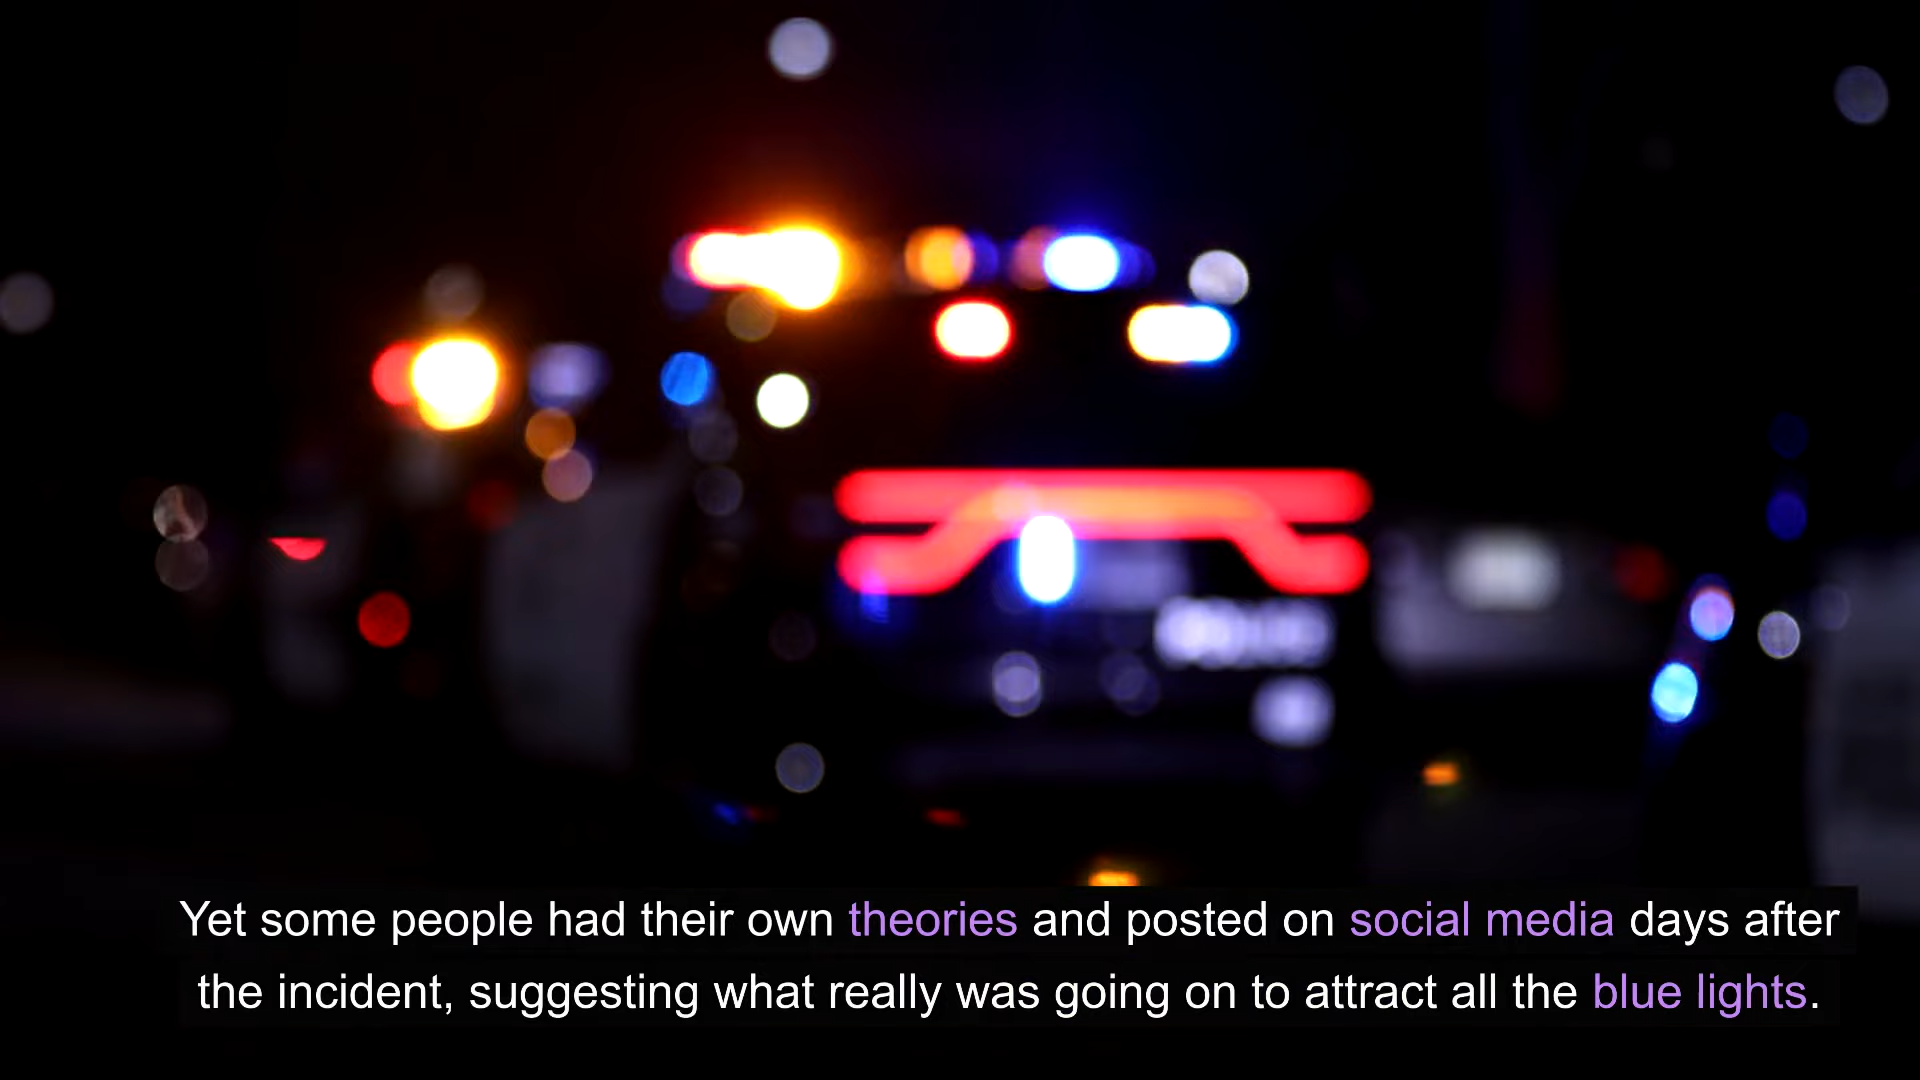 Yet some people had their own theories and posted on social media days after
the incident, suggesting what really was going on to attract all the blue lights.